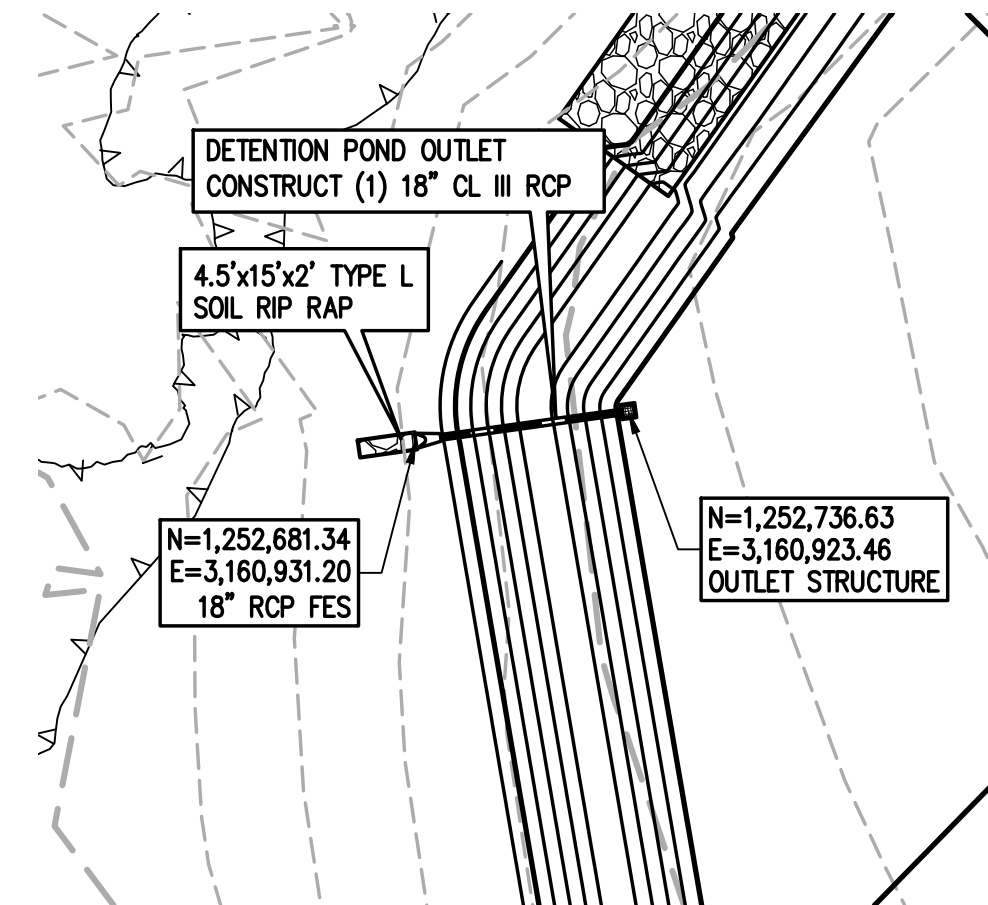 DETENTION POND OUTLET
CONSTRUCT (1) 18" CL III RCP
4.5'x15'x2' TYPE L
SOIL RIP RAP
N=1,252,681.34
E=3,160,931.20
18" RCP FES
N=1,252,736.63
E=3,160,923.46
OUTLET STRUCTURE